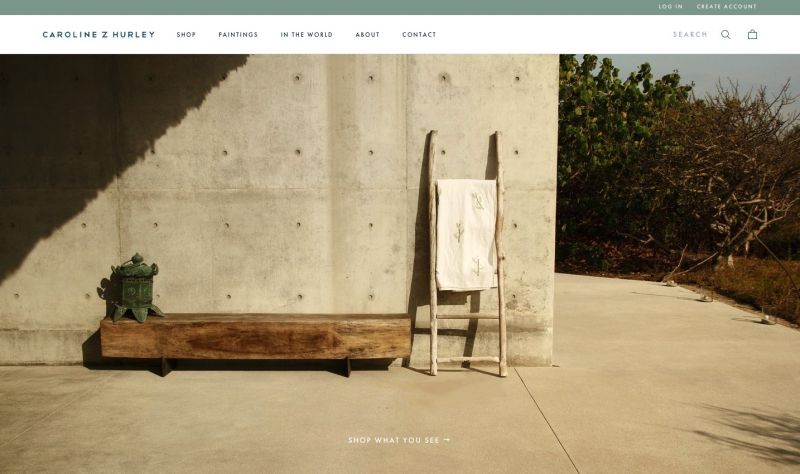 LOG IN CREATE ACCOUNT
CAROLINE Z HURLEY SHOP PAINTINGS IN THE WORLD ABOUT CONTACT SEARCH
SHOP WHAT YOU SEE →